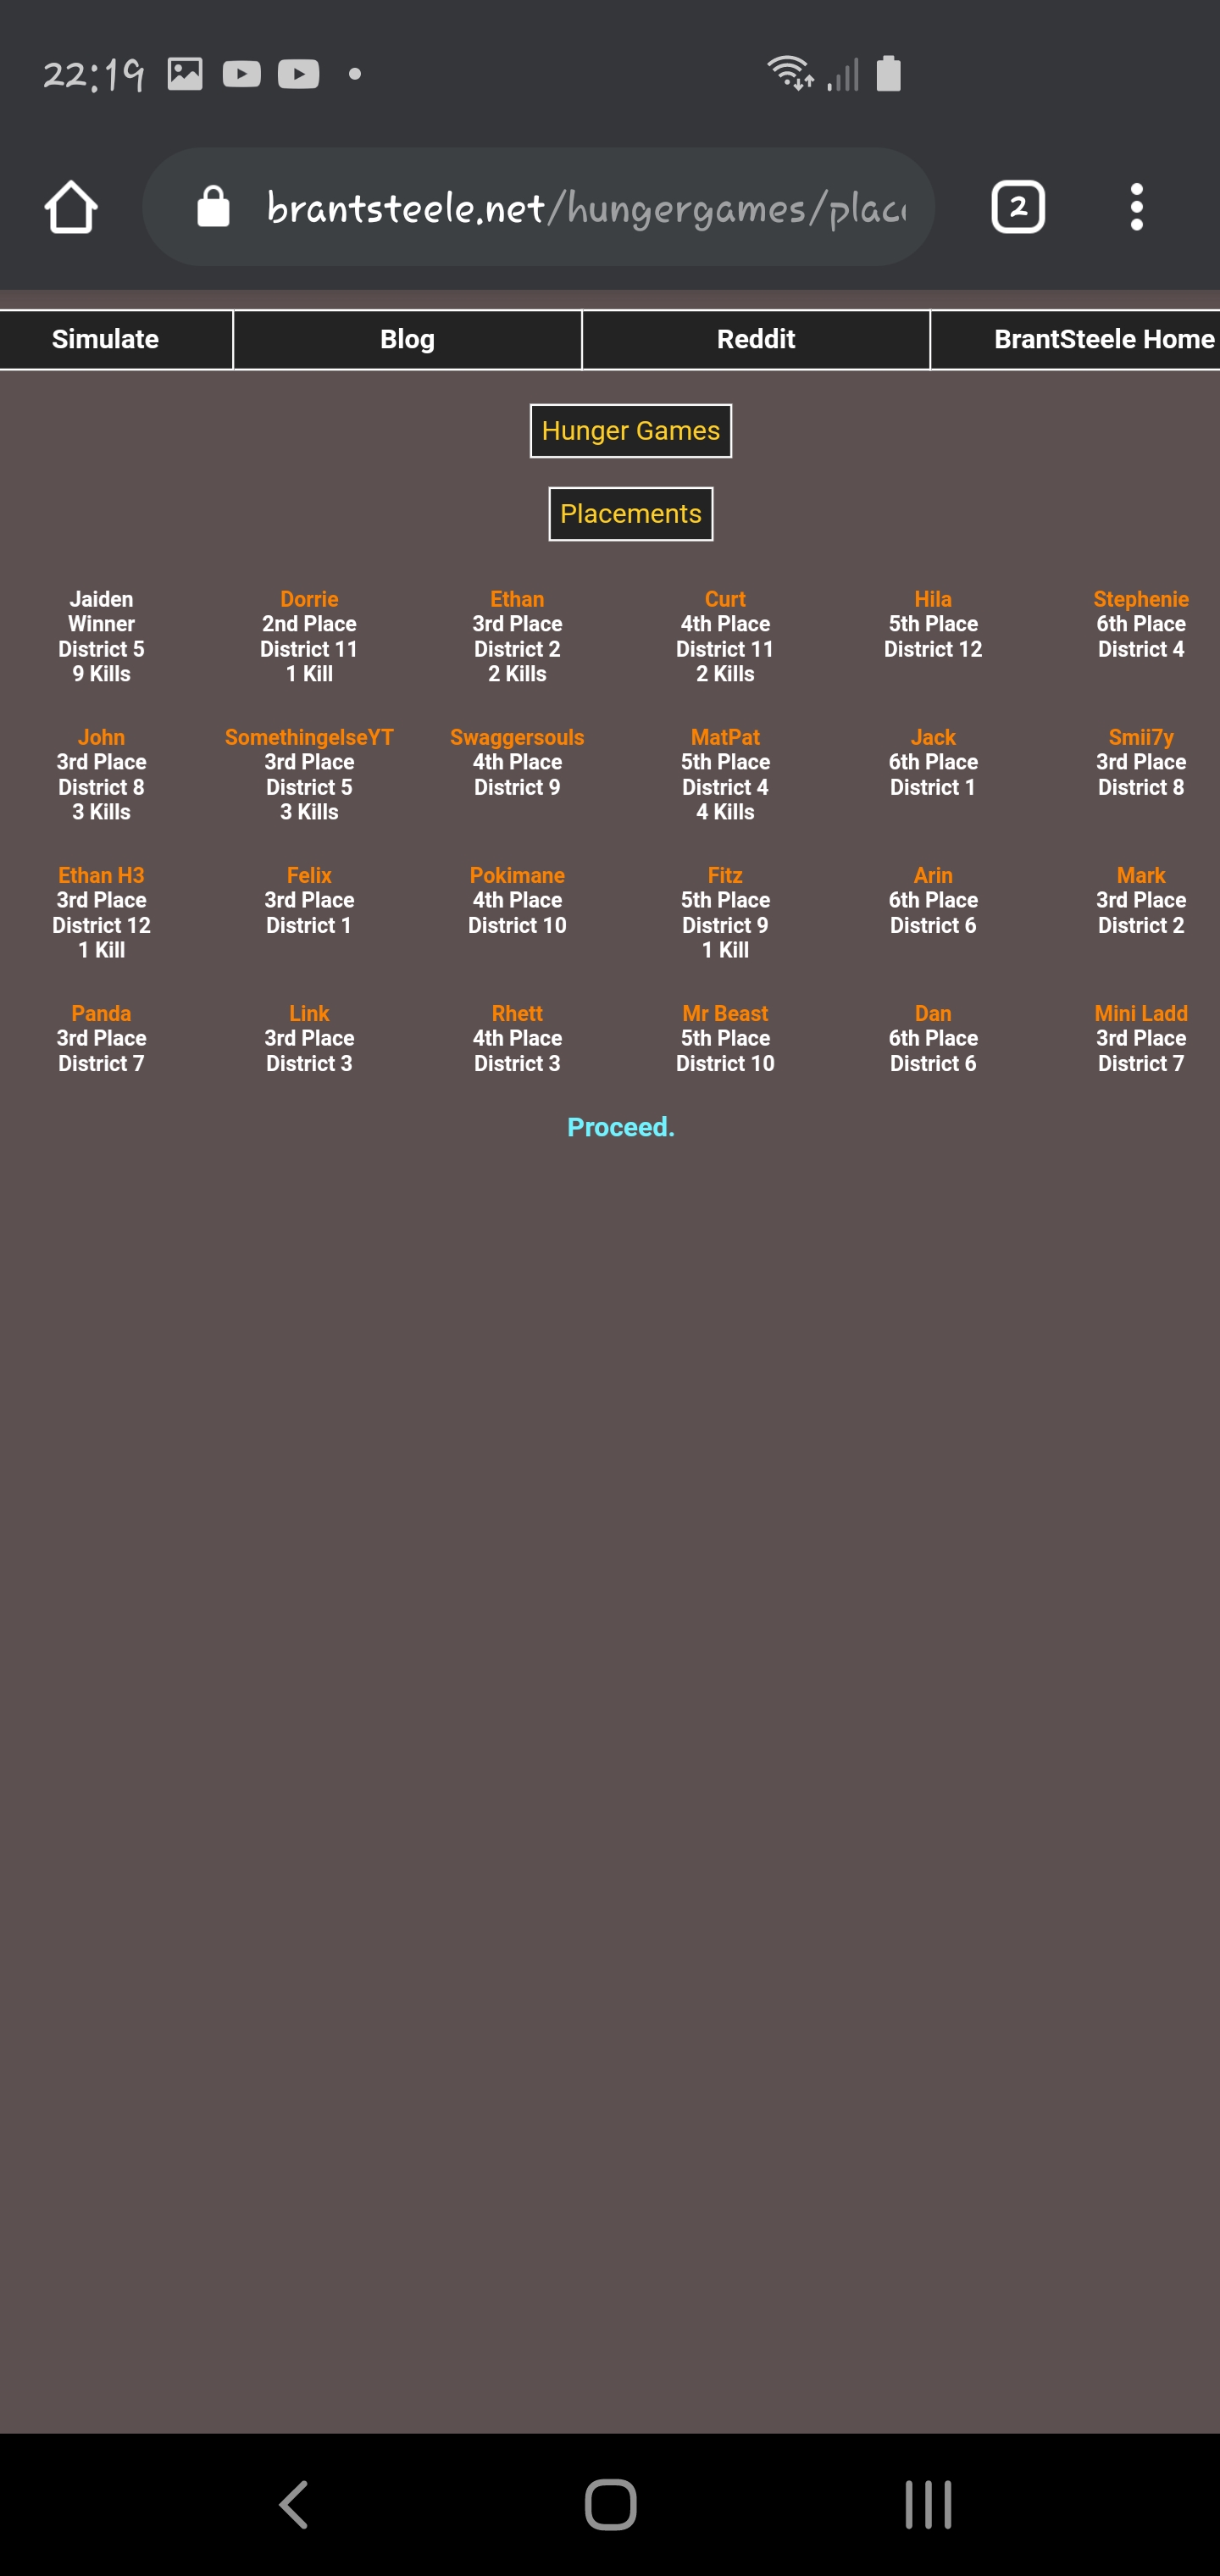 22:19
brantsteele.net/hungergames/plac
2
Simulate Blog Reddit BrantSteele Home
Hunger Games
Placements
Jaiden Dorrie Ethan Curt Hila Stephenie
Winner 2nd Place 3rd Place 4th Place 5th Place 6th Place
District 5 District 11 District 2 District 11 District 12 District 4
9 Kills 1 Kill 2 Kills 2 Kills
John SomethingelseYT Swaggersouls MatPat Jack Smii7y
3rd Place 3rd Place 4th Place 5th Place 6th Place 3rd Place
District 8 District 5 District 9 District 4 District 1 District 8
3 Kills 3 Kills 4 Kills
Ethan H3 Felix Pokimane Fitz Arin Mark
3rd Place 3rd Place 4th Place 5th Place 6th Place 3rd Place
District 12 District 1 District 10 District 9 District 6 District 2
1 Kill 1 Kill
Panda Link Rhett Mr Beast Dan Mini Ladd
3rd Place 3rd Place 4th Place 5th Place 6th Place 3rd Place
District 7 District 3 District 3 District 10 District 6 District 7
Proceed.